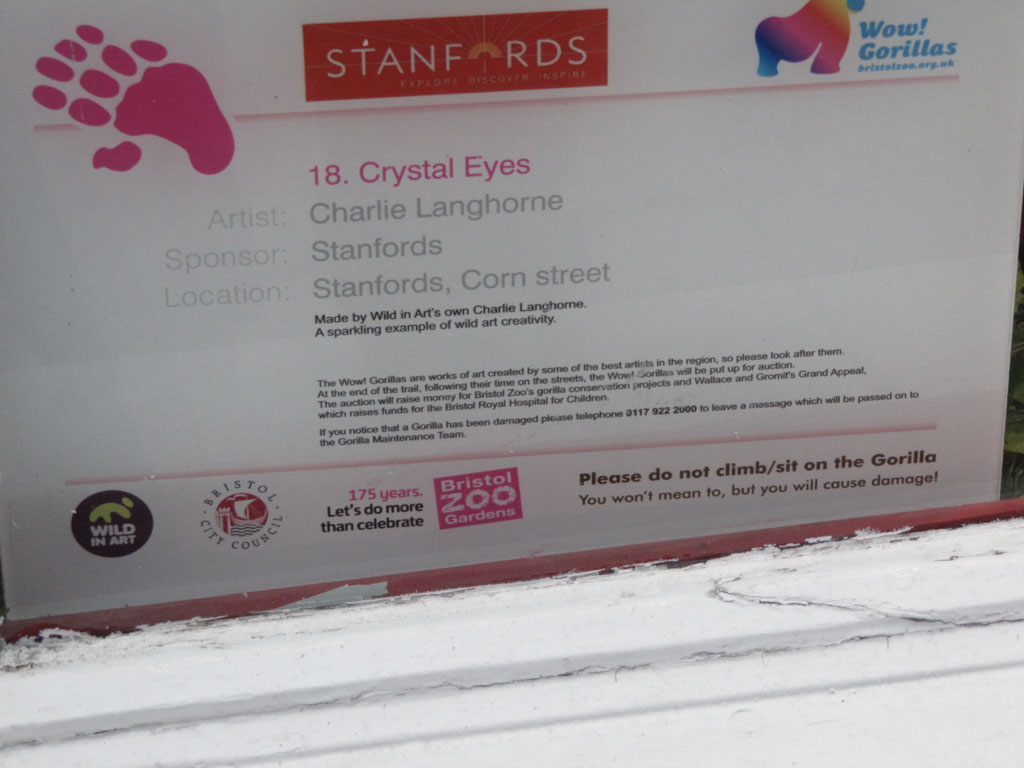 STANFORDS
EXPLORE DISCOVER INSPIRE
Wow!
Gorillas
bristolzoo.org.uk
18. Crystal Eyes
Artist: Charlie Langhorne
Sponsor: Stanfords
Location: Stanfords, Corn street
Made by Wild in Art's own Charlie Langhorne.
A sparkling example of wild art creativity.
The Wow! Gorillas are works of art created by some of the best artists in the region, so please look after them.
At the end of the trail, following their time on the streets, the Wow! Gorillas will be put up for auction.
The auction will raise money for Bristol Zoo's gorilla conservation projects and Wallace and Gromit's Grand Appeal,
which raises funds for the Bristol Royal Hospital for Children.
If you notice that a Gorilla has been damaged please telephone 0117 922 2000 to leave a massage which will be passed on to
the Gorilla Maintenance Team.
WILD
IN ART
BRISTOL
CITY COUNCIL
175 years.
Let's do more
than celebrate
Bristol
ZOO
Gardens
Please do not climb/sit on the Gorilla
You won't mean to, but you will cause damage!